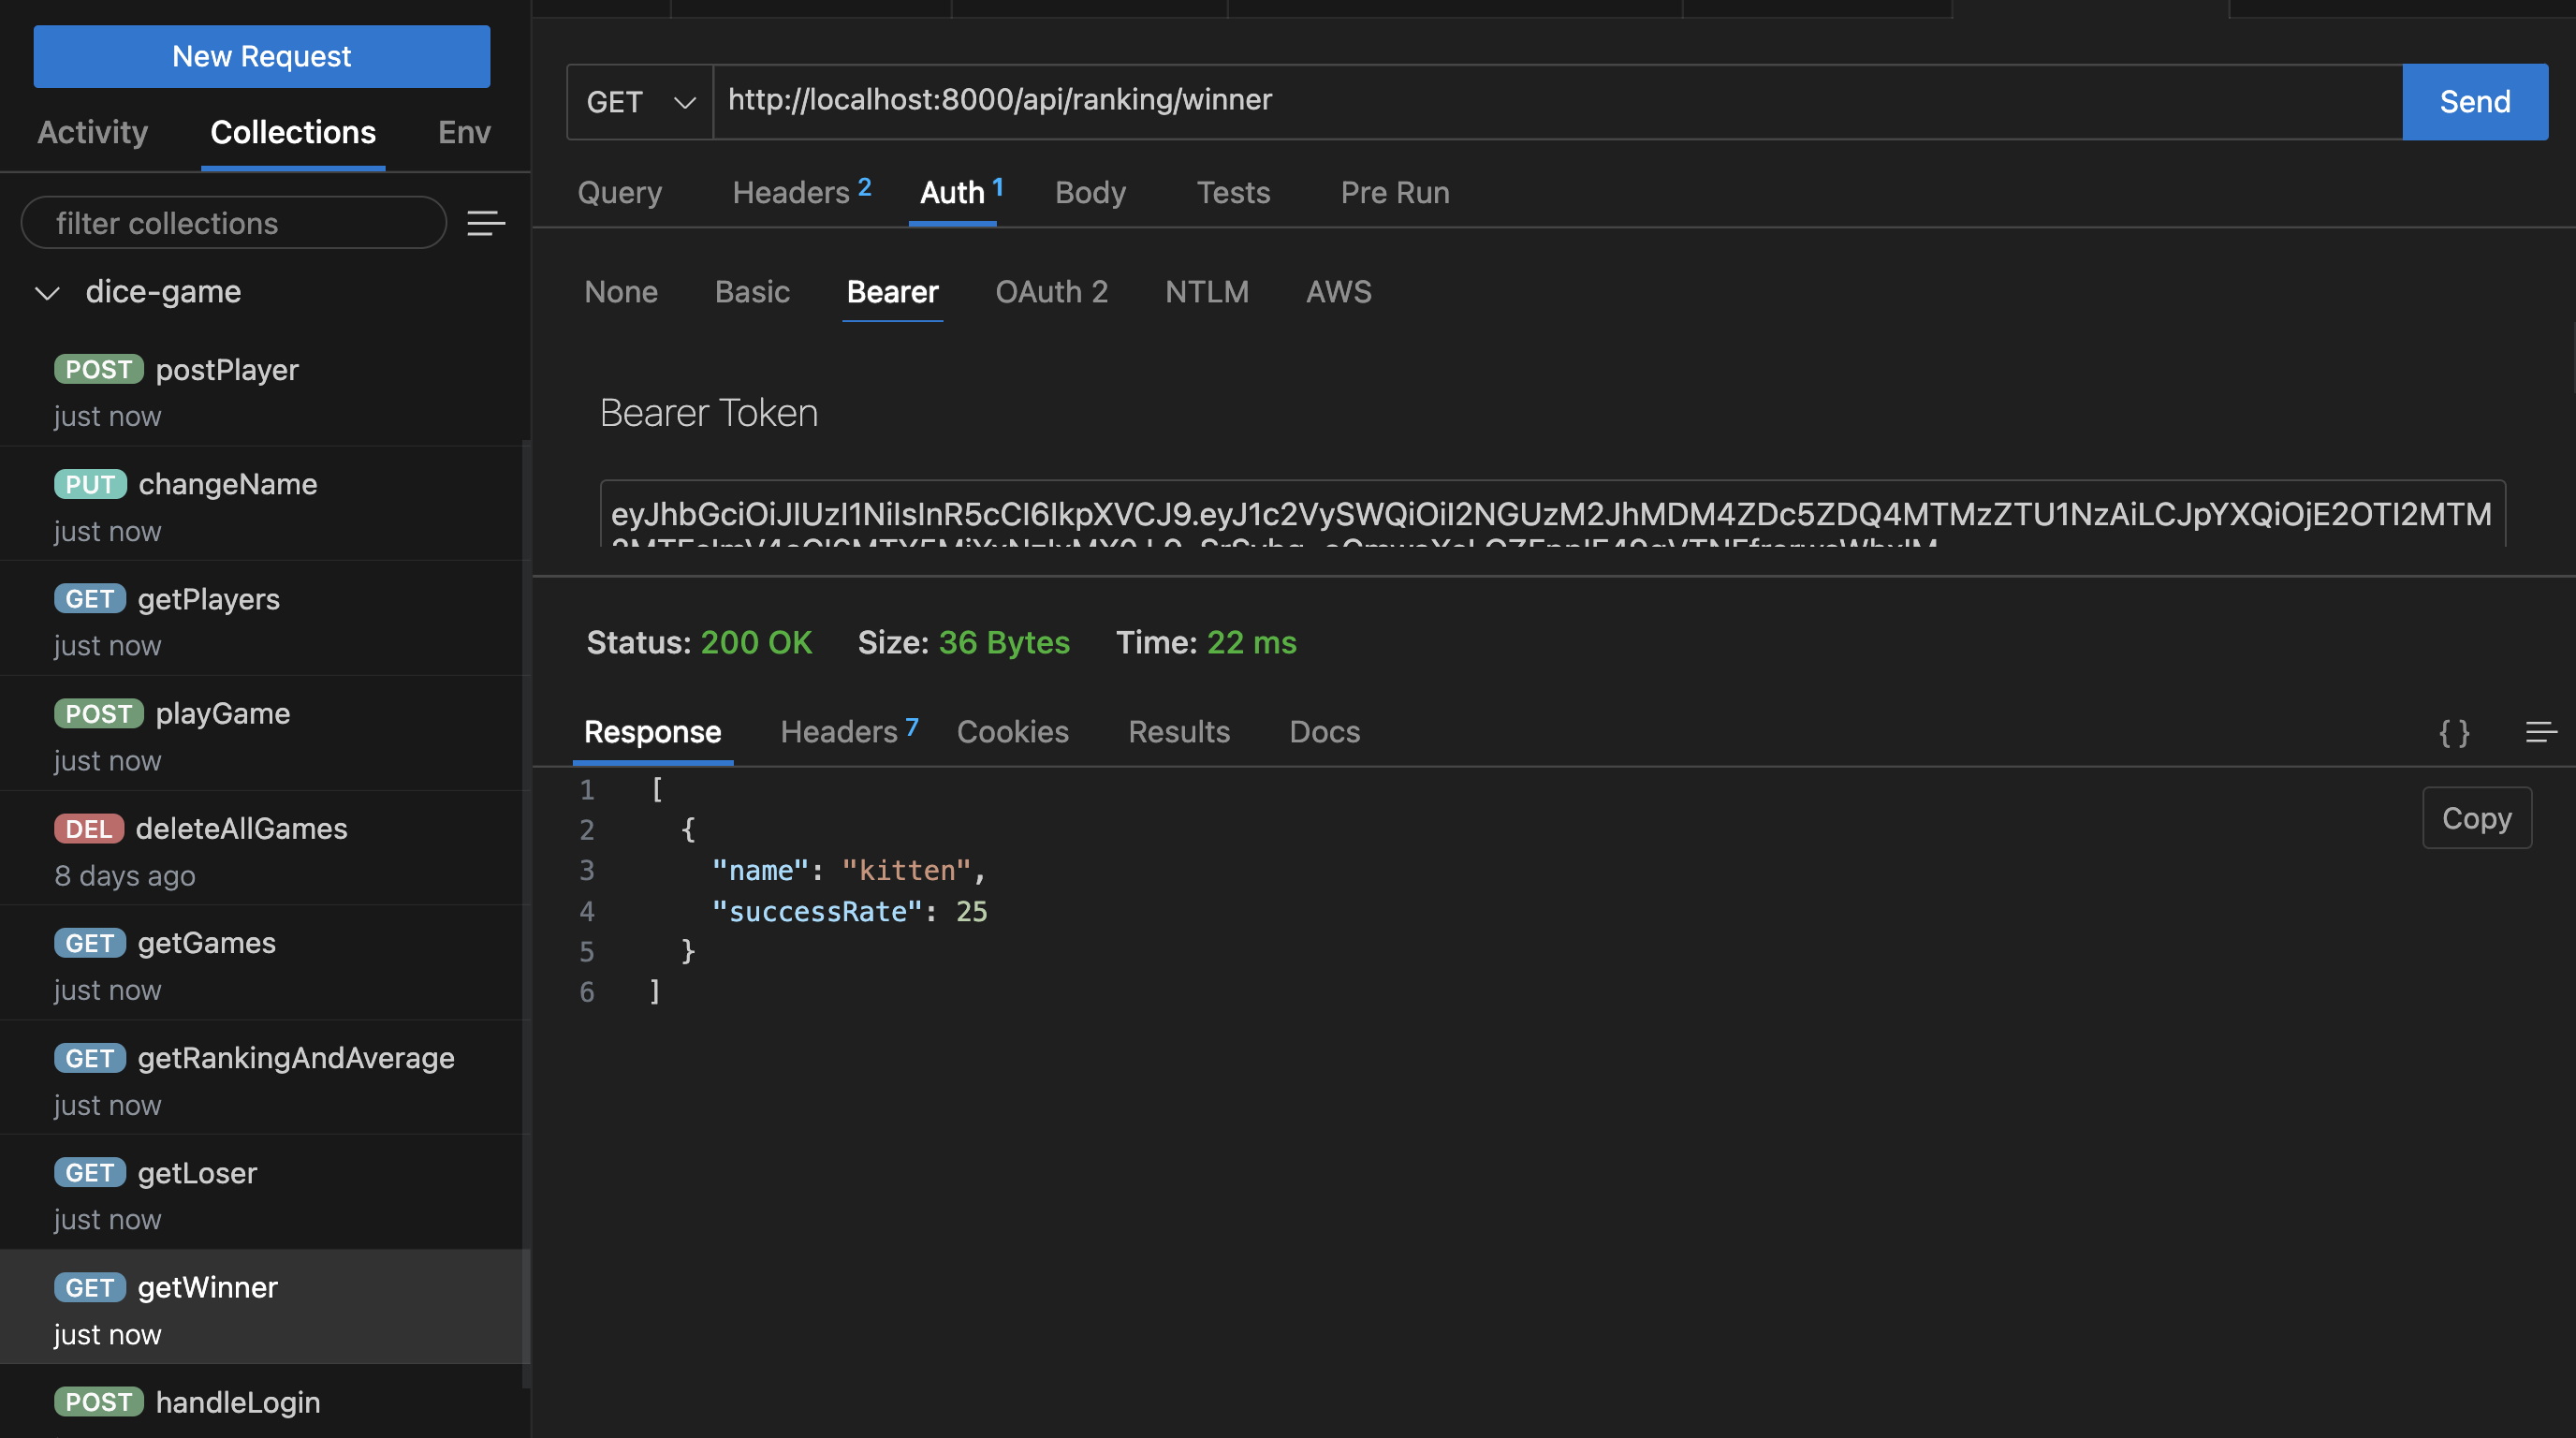 New Request
Activity Collections Env
filter collections
dice-game
POST postPlayer
just now
PUT changeName
just now
GET getPlayers
just now
POST playGame
just now
DEL deleteAllGames
8 days ago
GET getGames
just now
GET getRankingAndAverage
just now
GET getLoser
just now
GET getWinner
just now
POST handleLogin
GET http://localhost:8000/api/ranking/winner Send
Query Headers 2 Auth 1 Body Tests Pre Run
None Basic Bearer OAuth 2 NTLM AWS
Bearer Token
eyJhbGciOiJIUzI1NiIsInR5cCI6IkpXVCJ9.eyJ1c2VySWQiOiI2NGUzM2JhMDM4ZDc5ZDQ4MTMzZTU1NzAiLCJpYXQiOjE2OTI2MTM
Status: 200 OK Size: 36 Bytes Time: 22 ms
Response Headers 7 Cookies Results Docs { }
Copy
1 [
2 {
3 "name": "kitten",
4 "successRate": 25
5 }
6 ]